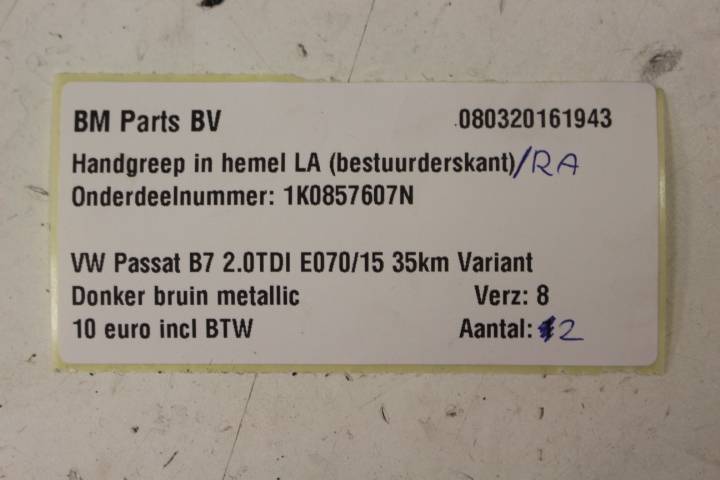 BM Parts BV 080320161943
Handgreep in hemel LA (bestuurderskant)/RA
Onderdeelnummer: 1K0857607N
VW Passat B7 2.0TDI E070/15 35km Variant
Donker bruin metallic Verz: 8
10 euro incl BTW Aantal: 2